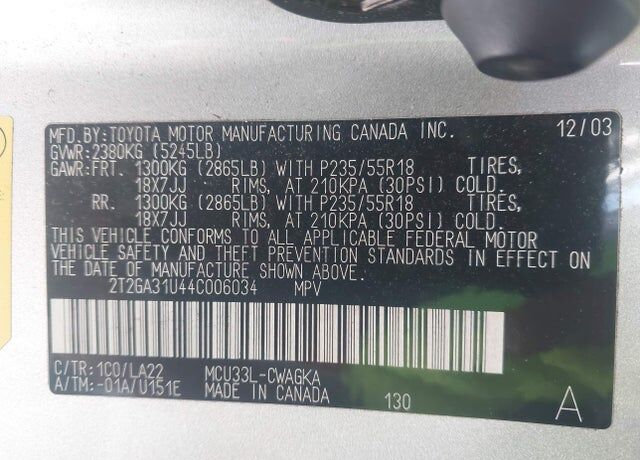 MFD.BY:TOYOTA MOTOR MANUFACTURING CANADA INC. 12/03
GVWR:2380KG (5245LB)
GAWR:FRT. 1300KG (2865LB) WITH P235/55R18 TIRES,
18X7JJ RIMS, AT 210KPA (30PSI) COLD.
RR. 1300KG (2865LB) WITH P235/55R18 TIRES,
18X7JJ RIMS, AT 210KPA (30PSI) COLD.
THIS VEHICLE CONFORMS TO ALL APPLICABLE FEDERAL MOTOR
VEHICLE SAFETY AND THEFT PREVENTION STANDARDS IN EFFECT ON
THE DATE OF MANUFACTURE SHOWN ABOVE.
2T2GA31U44C006034 MPV
C/TR:1C0/LA22 MCU33L-CWAGKA
A/TM:-01A/U151E MADE IN CANADA 130 A